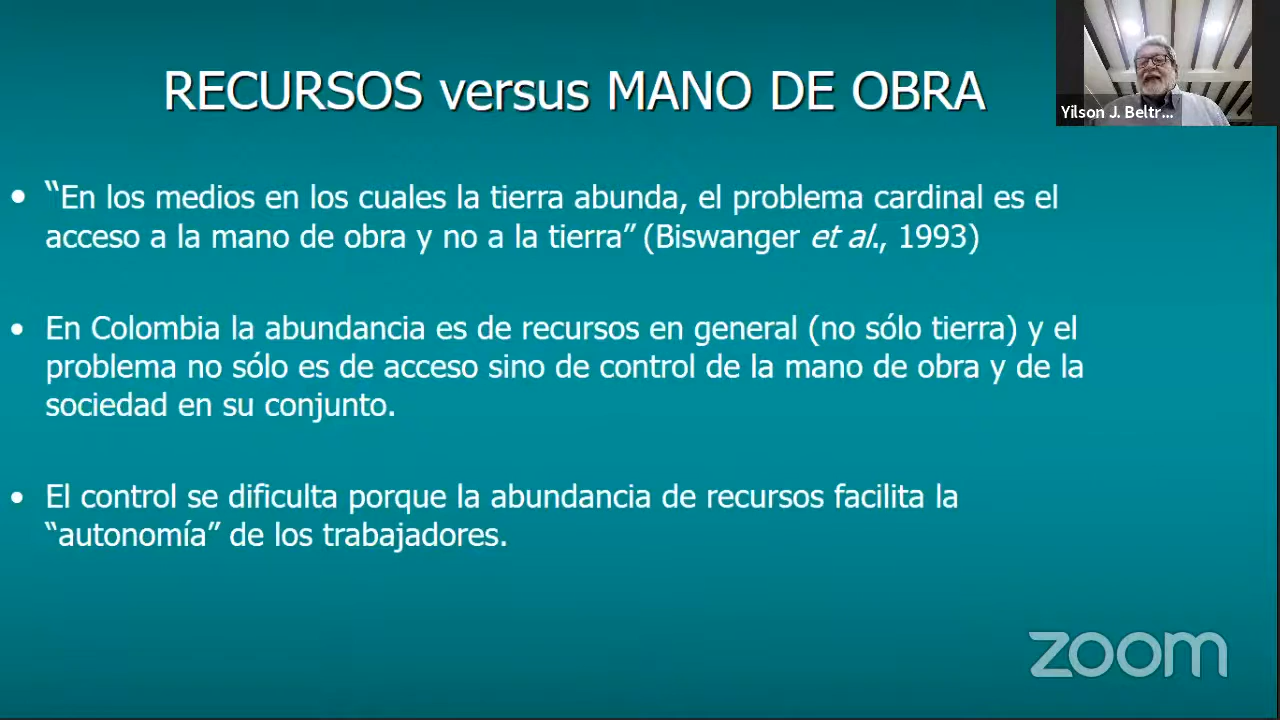 RECURSOS versus MANO DE OBRA
Yilson J. Beltr...
• “En los medios en los cuales la tierra abunda, el problema cardinal es el
acceso a la mano de obra y no a la tierra” (Biswanger et al., 1993)
• En Colombia la abundancia es de recursos en general (no sólo tierra) y el
problema no sólo es de acceso sino de control de la mano de obra y de la
sociedad en su conjunto.
• El control se dificulta porque la abundancia de recursos facilita la
“autonomía” de los trabajadores.
zoom